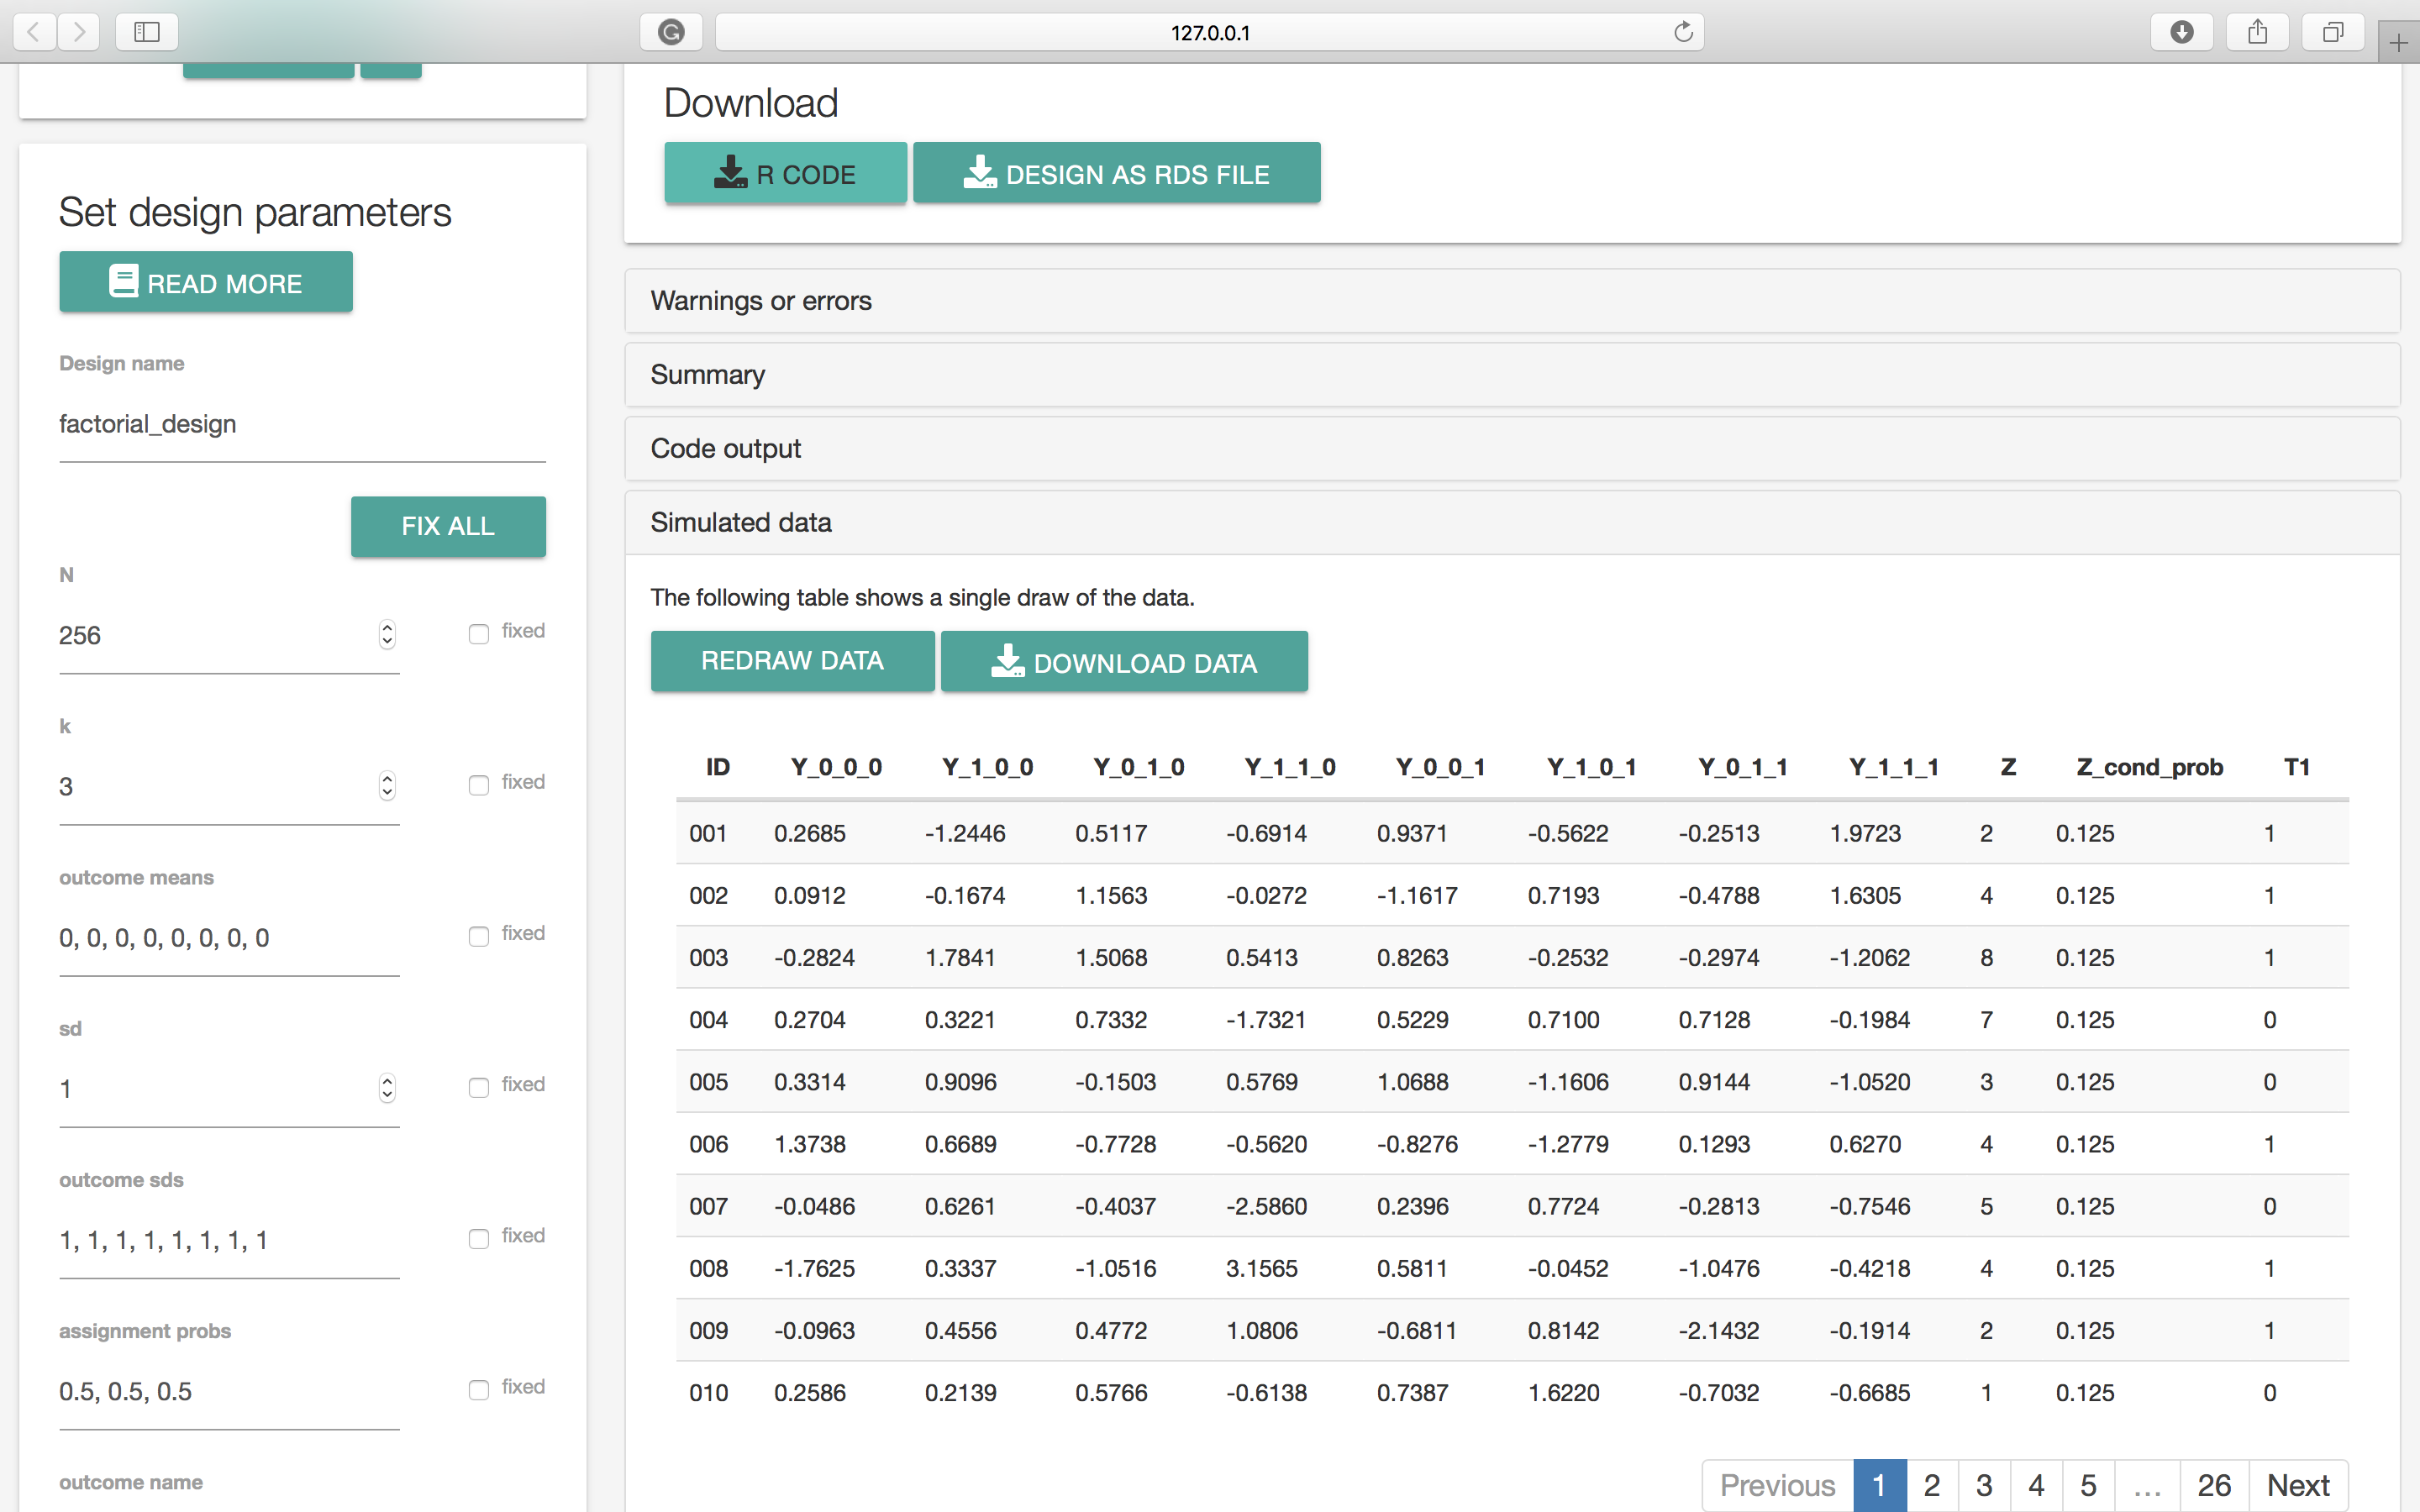 127.0.0.1
Set design parameters
READ MORE
Design name
factorial_design
FIX ALL
N
256 fixed
k
3 fixed
outcome means
0, 0, 0, 0, 0, 0, 0, 0 fixed
sd
1 fixed
outcome sds
1, 1, 1, 1, 1, 1, 1, 1 fixed
assignment probs
0.5, 0.5, 0.5 fixed
outcome name
Download
R CODE DESIGN AS RDS FILE
Warnings or errors
Summary
Code output
Simulated data
The following table shows a single draw of the data.
REDRAW DATA DOWNLOAD DATA
ID Y_0_0_0 Y_1_0_0 Y_0_1_0 Y_1_1_0 Y_0_0_1 Y_1_0_1 Y_0_1_1 Y_1_1_1 Z Z_cond_prob T1
001 0.2685 -1.2446 0.5117 -0.6914 0.9371 -0.5622 -0.2513 1.9723 2 0.125 1
002 0.0912 -0.1674 1.1563 -0.0272 -1.1617 0.7193 -0.4788 1.6305 4 0.125 1
003 -0.2824 1.7841 1.5068 0.5413 0.8263 -0.2532 -0.2974 -1.2062 8 0.125 1
004 0.2704 0.3221 0.7332 -1.7321 0.5229 0.7100 0.7128 -0.1984 7 0.125 0
005 0.3314 0.9096 -0.1503 0.5769 1.0688 -1.1606 0.9144 -1.0520 3 0.125 0
006 1.3738 0.6689 -0.7728 -0.5620 -0.8276 -1.2779 0.1293 0.6270 4 0.125 1
007 -0.0486 0.6261 -0.4037 -2.5860 0.2396 0.7724 -0.2813 -0.7546 5 0.125 0
008 -1.7625 0.3337 -1.0516 3.1565 0.5811 -0.0452 -1.0476 -0.4218 4 0.125 1
009 -0.0963 0.4556 0.4772 1.0806 -0.6811 0.8142 -2.1432 -0.1914 2 0.125 1
010 0.2586 0.2139 0.5766 -0.6138 0.7387 1.6220 -0.7032 -0.6685 1 0.125 0
Previous 1 2 3 4 5 ... 26 Next